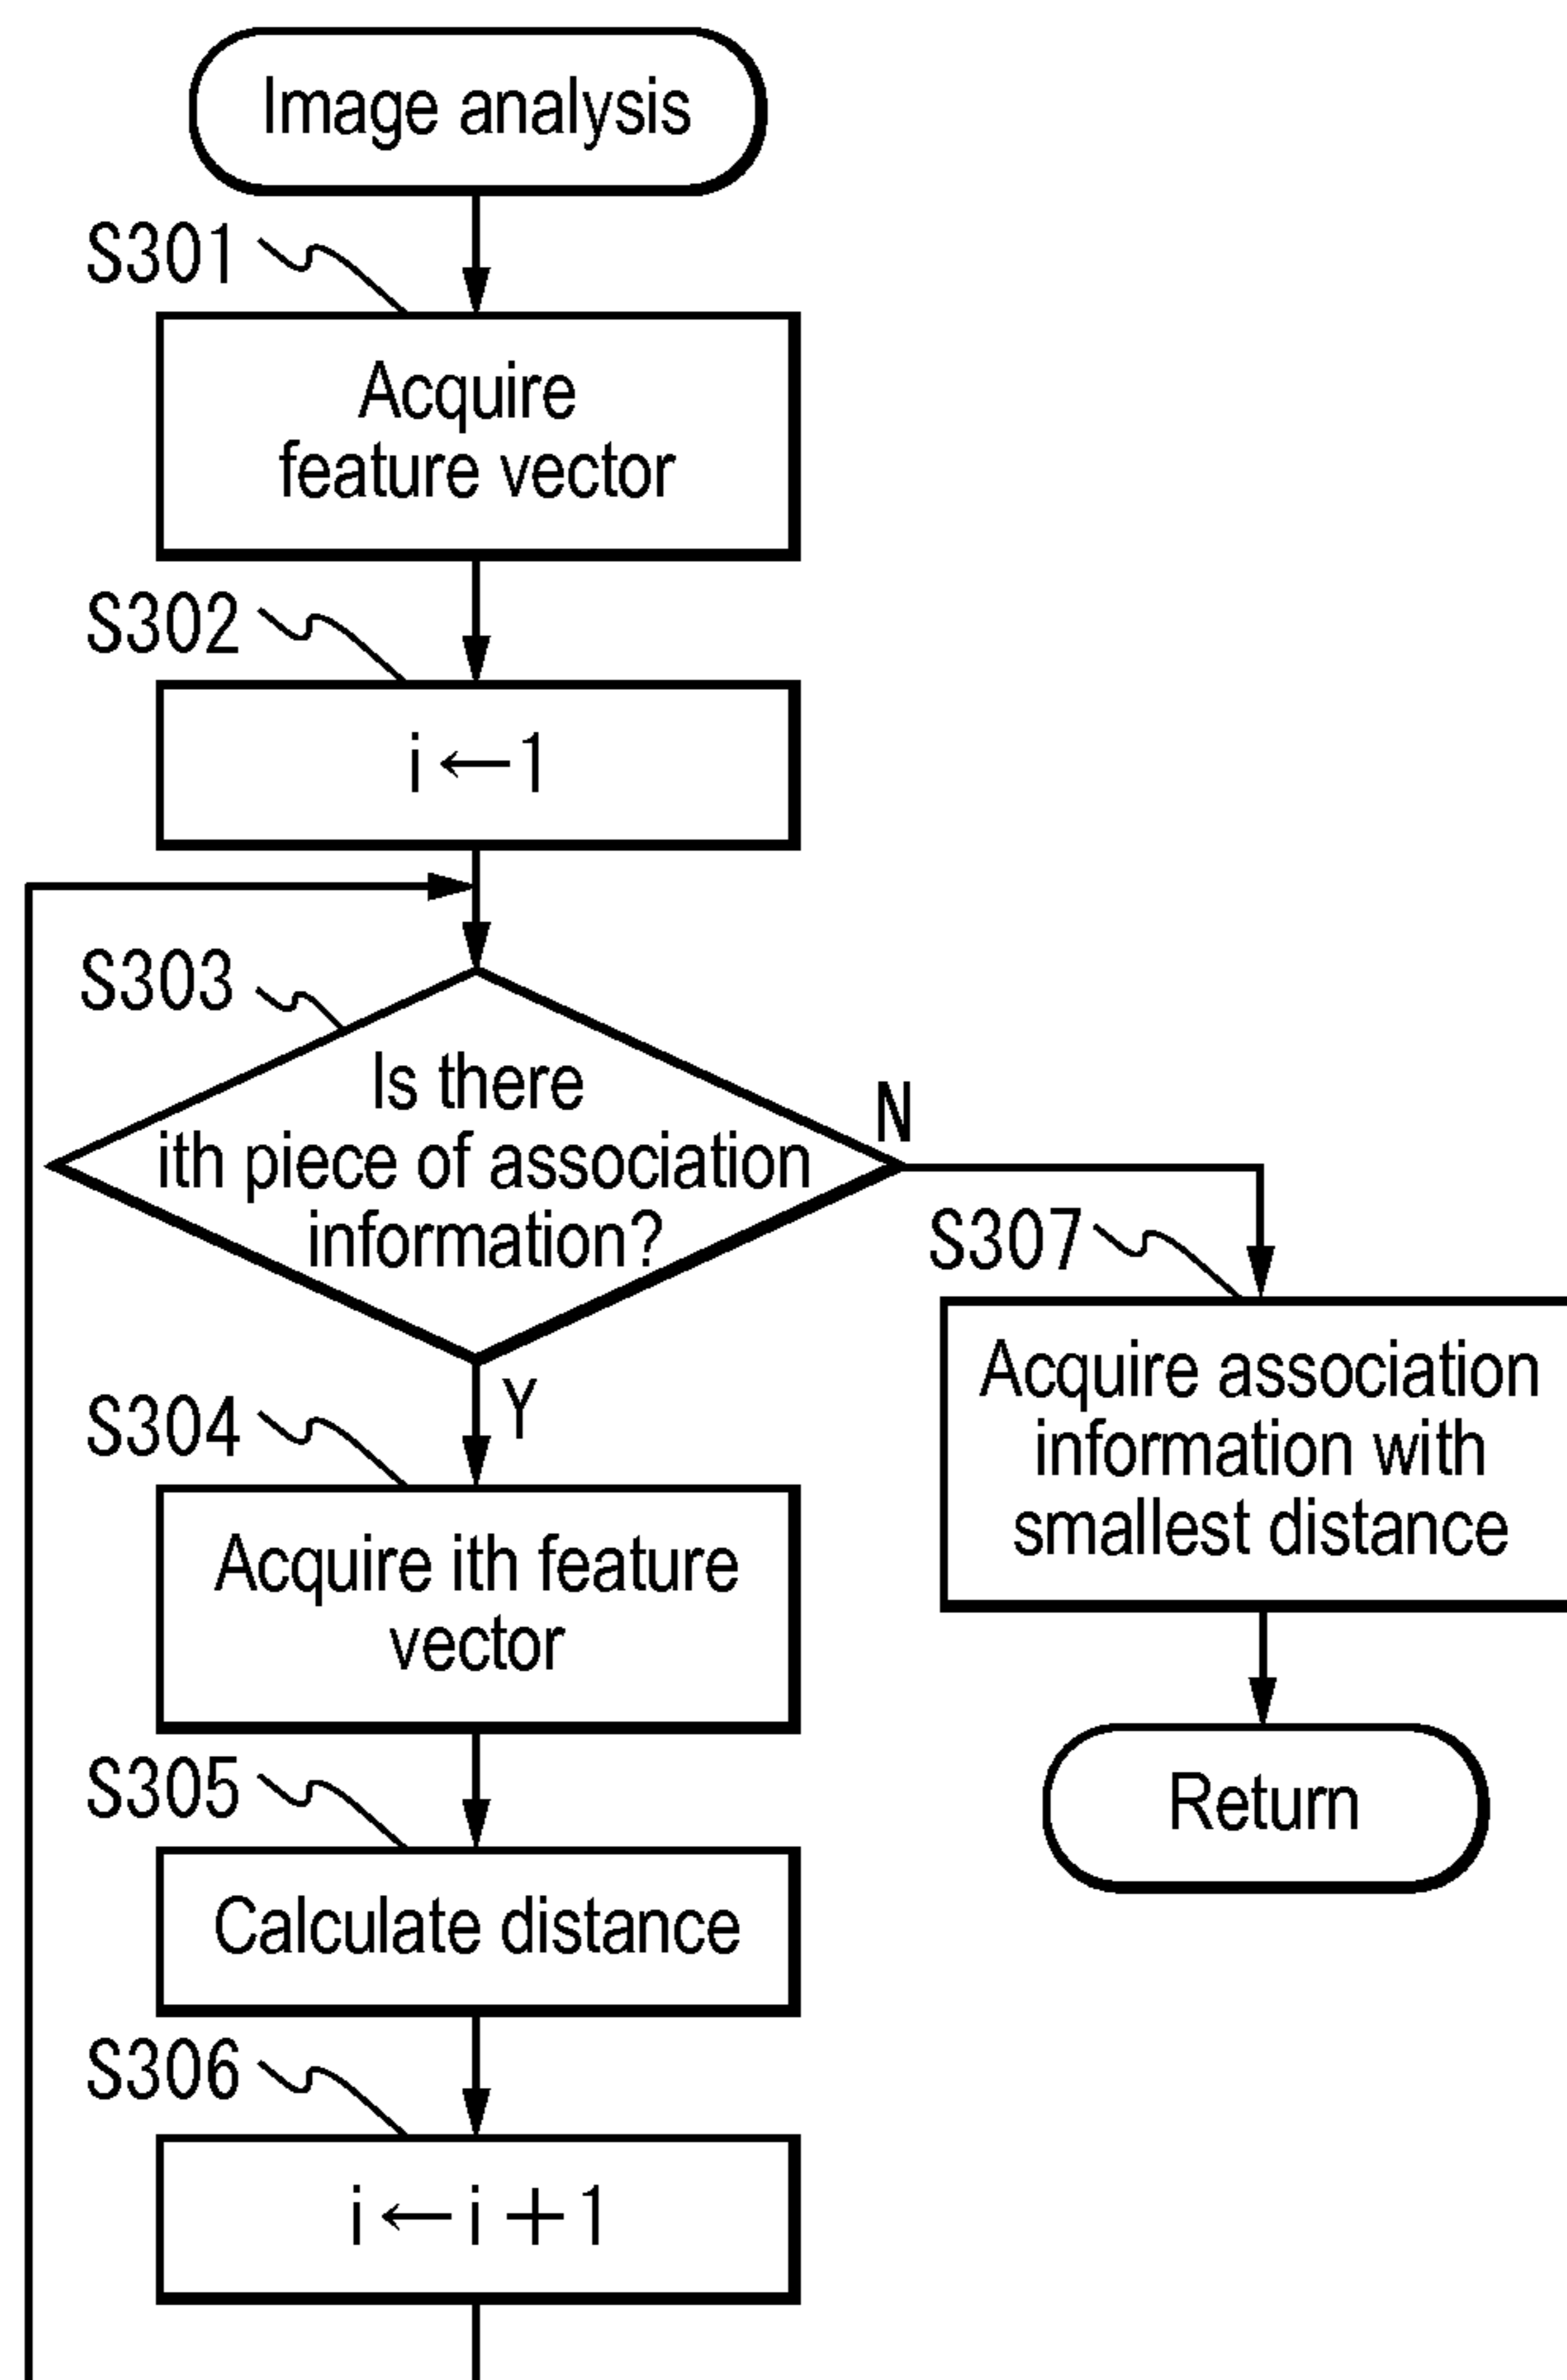 Image analysis
S301
Acquire
feature vector
S302
i←1
S303
Is there
ith piece of association
information?
N
Y
S304
Acquire ith feature
vector
S305
Calculate distance
S306
i←i+1
S307
Acquire association
information with
smallest distance
Return